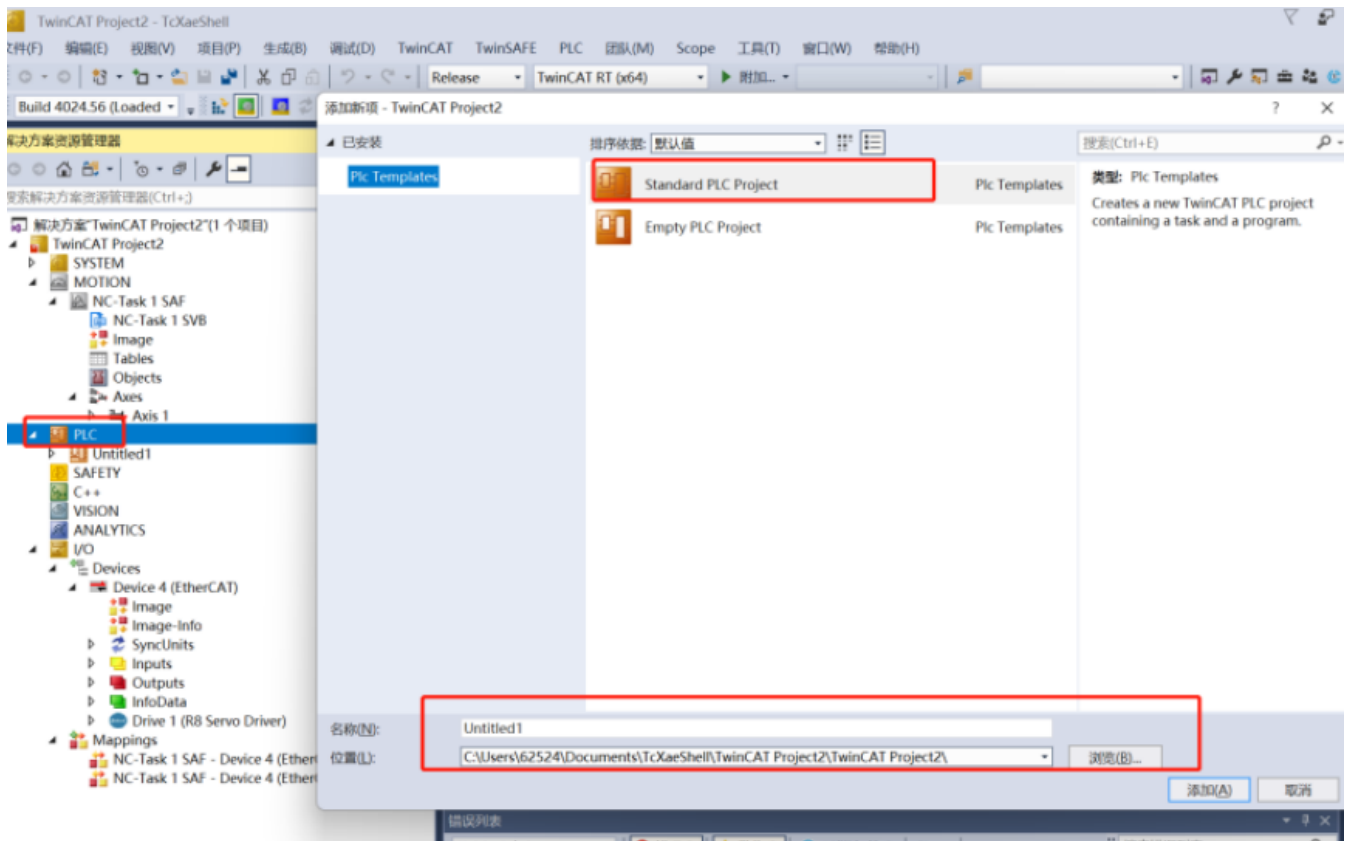 TwinCAT Project2 - TcXaeShell
文件(F) 编辑(E) 视图(V) 项目(P) 生成(B) 调试(D) TwinCAT TwinSAFE PLC 团队(M) Scope 工具(T) 窗口(W) 帮助(H)
Release TwinCAT RT (x64) 附加...
Build 4024.56 (Loaded
添加新项 - TwinCAT Project2 ? ×
解决方案资源管理器
搜索解决方案资源管理器(Ctrl+;)
解决方案"TwinCAT Project2"(1 个项目)
TwinCAT Project2
SYSTEM
MOTION
NC-Task 1 SAF
NC-Task 1 SVB
Image
Tables
Objects
Axes
Axis 1
PLC
Untitled1
SAFETY
C++
VISION
ANALYTICS
I/O
Devices
Device 4 (EtherCAT)
Image
Image-Info
SyncUnits
Inputs
Outputs
InfoData
Drive 1 (R8 Servo Driver)
Mappings
NC-Task 1 SAF - Device 4 (Ether
NC-Task 1 SAF - Device 4 (Ether
已安装
Plc Templates
排序依据: 默认值
搜索(Ctrl+E)
Standard PLC Project Plc Templates
Empty PLC Project Plc Templates
类型: Plc Templates
Creates a new TwinCAT PLC project
containing a task and a program.
名称(N): Untitled1
位置(L): C:\Users\62524\Documents\TcXaeShell\TwinCAT Project2\TwinCAT Project2\ 浏览(B)...
添加(A) 取消
错误列表